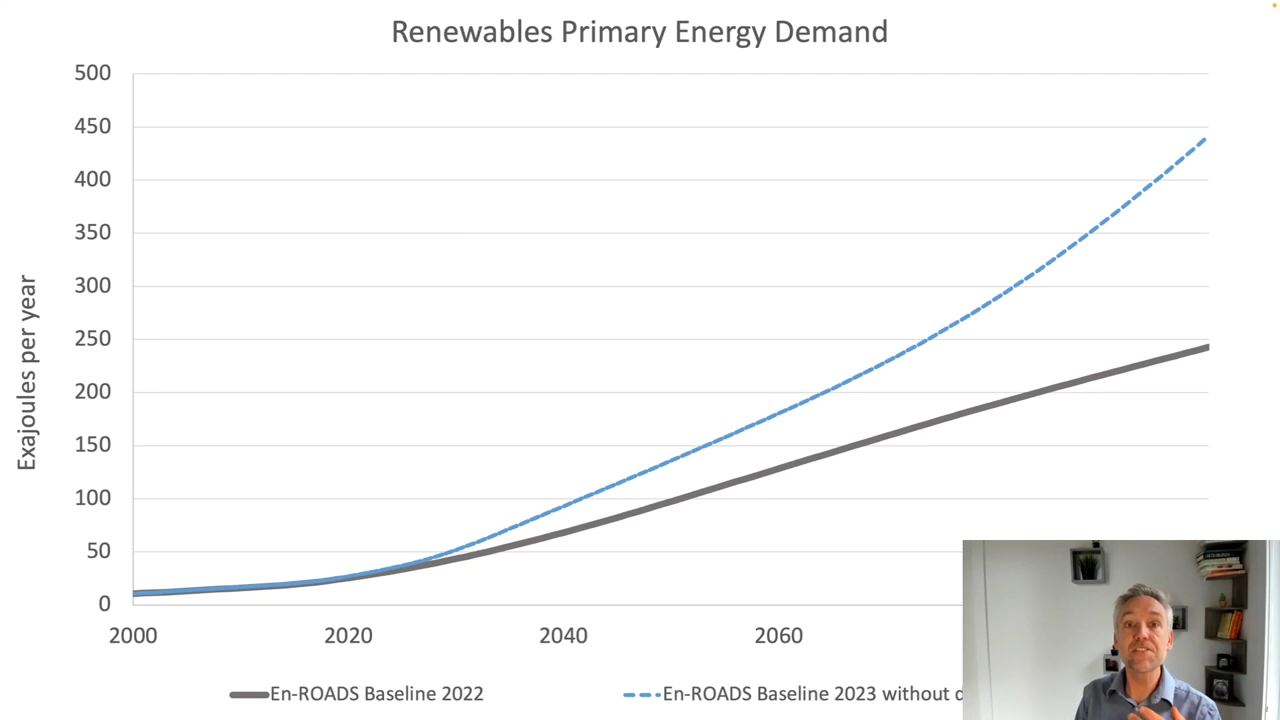 Renewables Primary Energy Demand
500
450
400
350
300
250
200
150
100
50
0
Exajoules per year
2000 2020 2040 2060
En-ROADS Baseline 2022 En-ROADS Baseline 2023 without